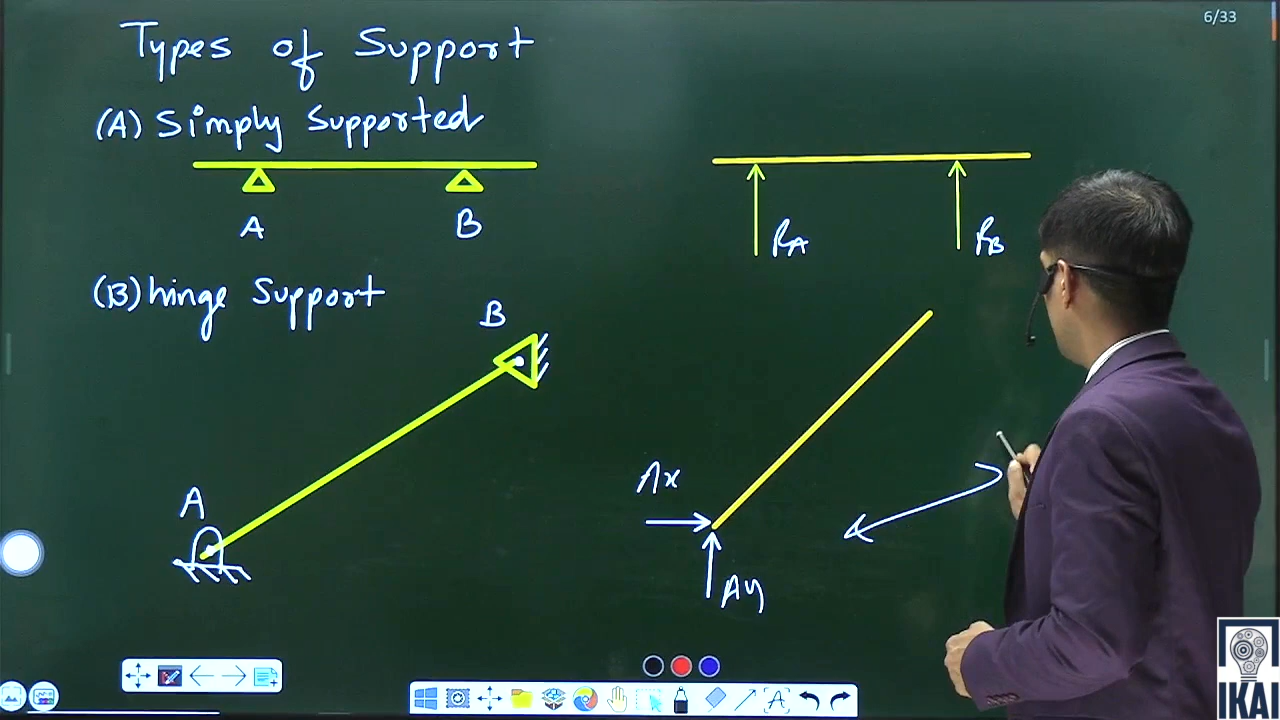 6/33
Types of Support
(A) Simply Supported
A
B
RA
RB
(B) hinge Support
B
A
Ax
Ay
IKAI